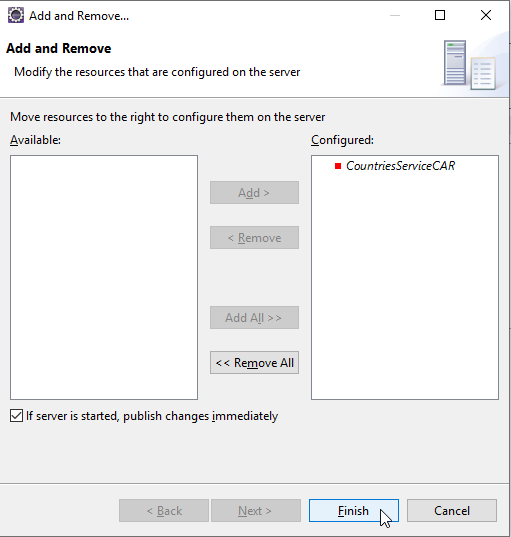 Add and Remove...
Add and Remove
Modify the resources that are configured on the server
Move resources to the right to configure them on the server
Available:
Configured:
CountriesServiceCAR
Add >
< Remove
Add All >>
<< Remove All
If server is started, publish changes immediately
< Back
Next >
Finish
Cancel